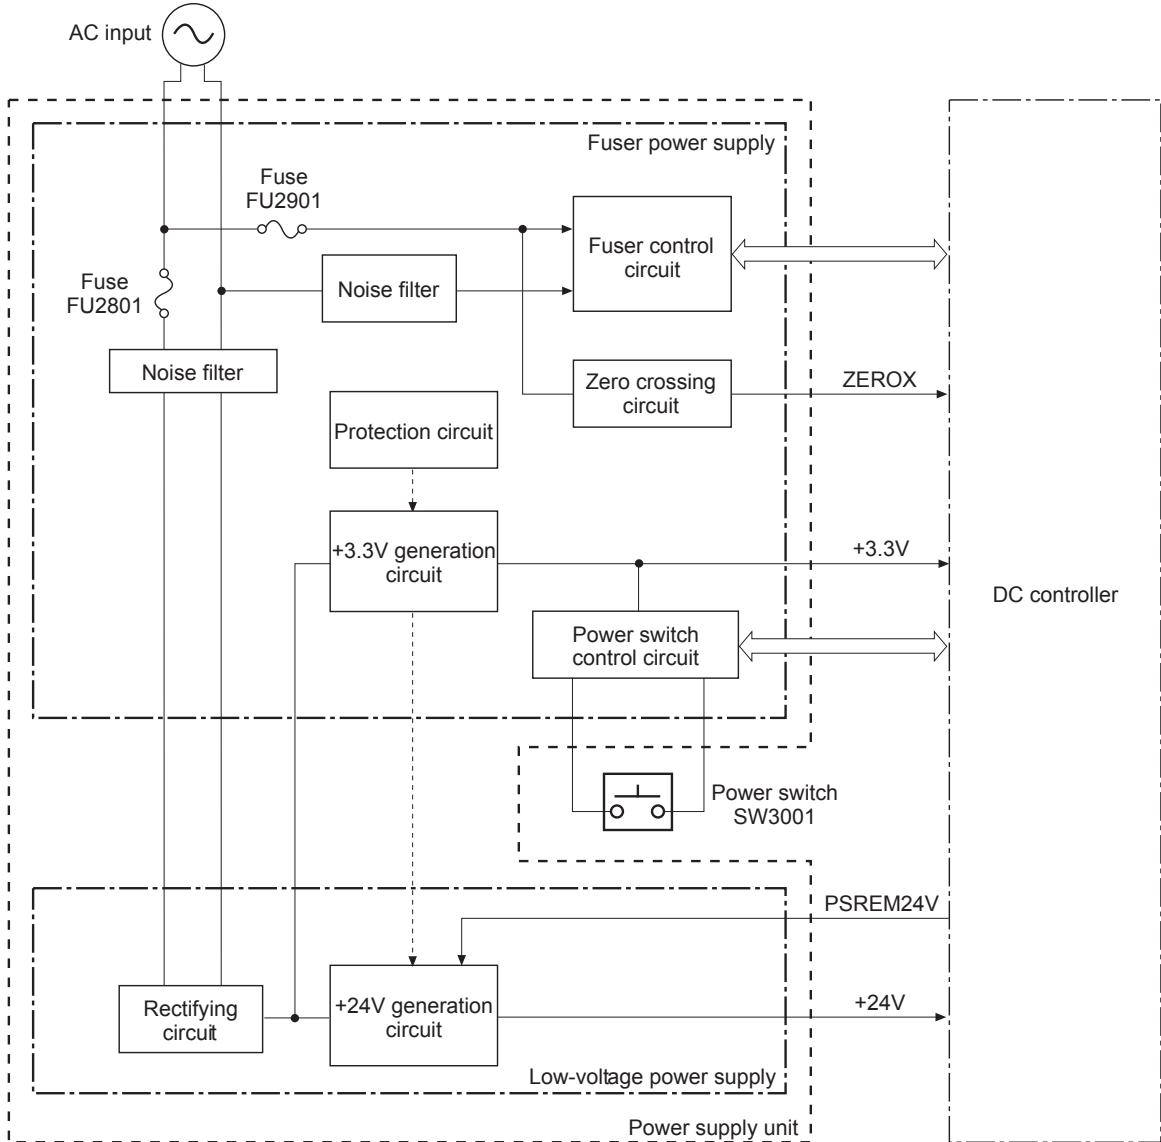 AC input
Fuser power supply
Fuse
FU2901
Fuser control
circuit
Fuse
FU2801
Noise filter
Noise filter
Zero crossing
circuit
ZEROX
Protection circuit
+3.3V generation
circuit
+3.3V
DC controller
Power switch
control circuit
Power switch
SW3001
PSREM24V
Rectifying
circuit
+24V generation
circuit
+24V
Low-voltage power supply
Power supply unit